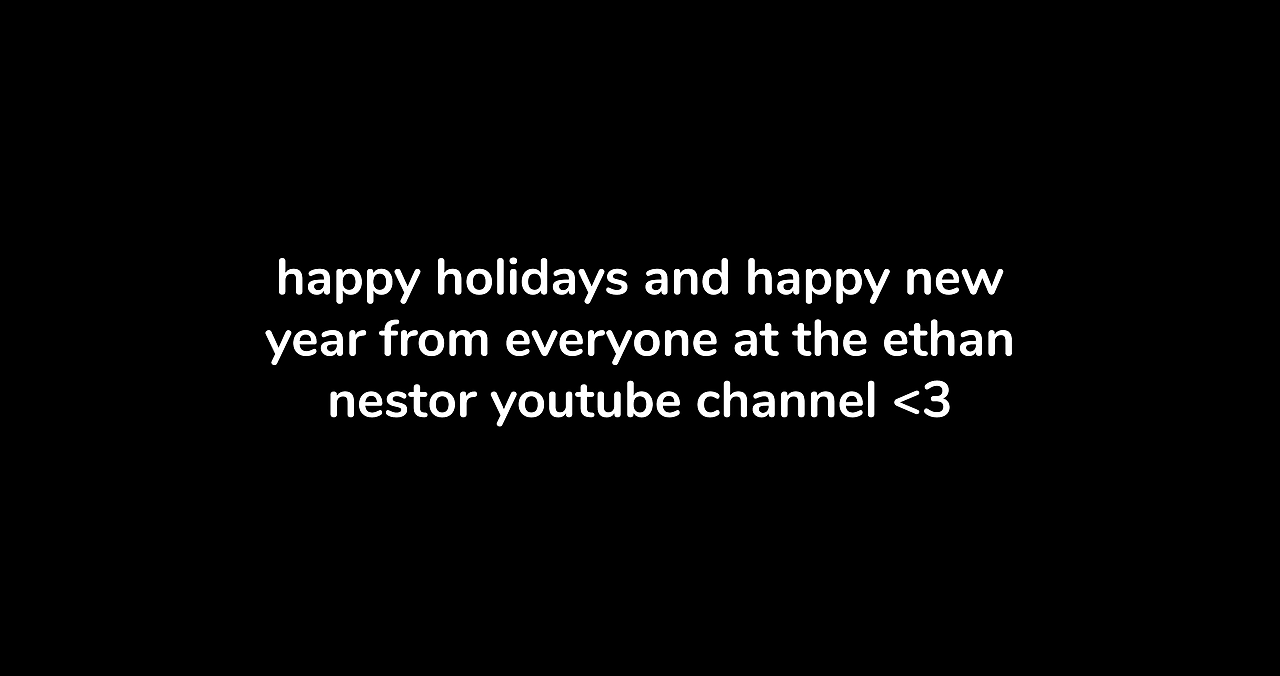 happy holidays and happy new
year from everyone at the ethan
nestor youtube channel <3